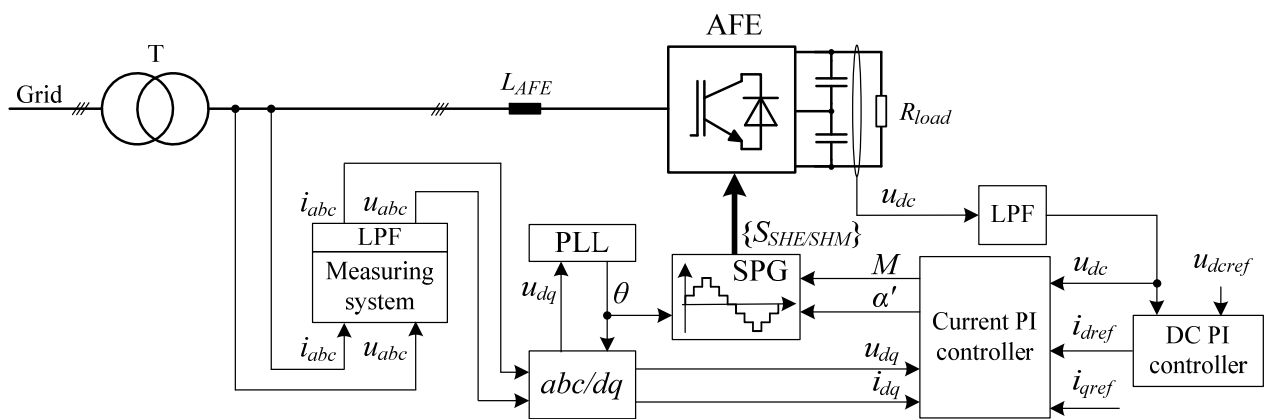 AFE
T
Grid
L_AFE
R_load
i_abc
u_abc
u_dc
LPF
LPF
PLL
{S_SHE/SHM}
SPG
Measuring
system
u_dq
θ
M
α'
u_dc
u_dcref
Current PI
controller
DC PI
controller
i_dref
i_abc
u_abc
abc/dq
u_dq
i_dq
i_qref